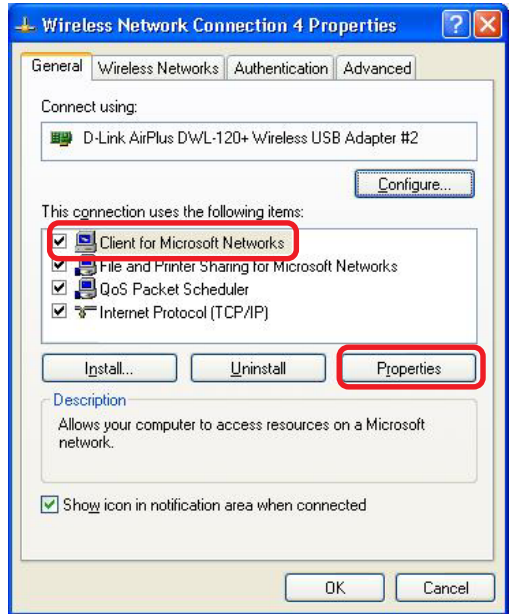 Wireless Network Connection 4 Properties
General Wireless Networks Authentication Advanced
Connect using:
D-Link AirPlus DWL-120+ Wireless USB Adapter #2
Configure...
This connection uses the following items:
Client for Microsoft Networks
File and Printer Sharing for Microsoft Networks
QoS Packet Scheduler
Internet Protocol (TCP/IP)
Install... Uninstall Properties
Description
Allows your computer to access resources on a Microsoft
network.
Show icon in notification area when connected
OK Cancel